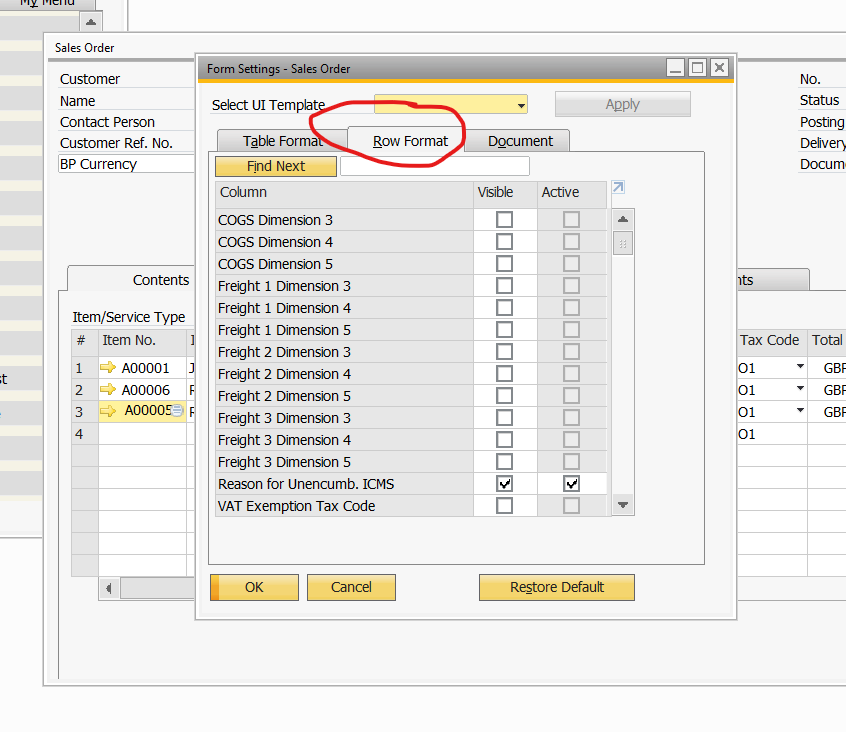 My Menu
Sales Order
Customer
Name
Contact Person
Customer Ref. No.
BP Currency
No.
Status
Posting
Delivery
Docum
Form Settings - Sales Order
Select UI Template
Apply
Table Format
Row Format
Document
Find Next
Column Visible Active
COGS Dimension 3
COGS Dimension 4
COGS Dimension 5
Freight 1 Dimension 3
Freight 1 Dimension 4
Freight 1 Dimension 5
Freight 2 Dimension 3
Freight 2 Dimension 4
Freight 2 Dimension 5
Freight 3 Dimension 3
Freight 3 Dimension 4
Freight 3 Dimension 5
Reason for Unencumb. ICMS
VAT Exemption Tax Code
OK
Cancel
Restore Default
Contents
nts
Item/Service Type
# Item No. I Tax Code Total
1 A00001 J O1 GBP
2 A00006 R O1 GBP
3 A00005 R O1 GBP
4 O1
st